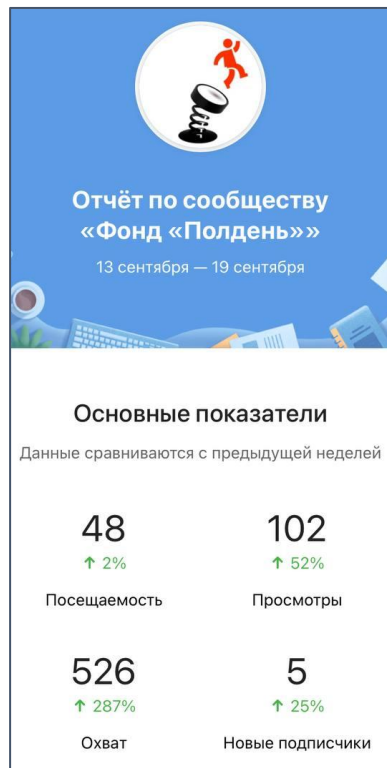 Отчёт по сообществу
«Фонд «Полдень»»
13 сентября — 19 сентября
Основные показатели
Данные сравниваются с предыдущей неделей
48
↑ 2%
Посещаемость
102
↑ 52%
Просмотры
526
↑ 287%
Охват
5
↑ 25%
Новые подписчики